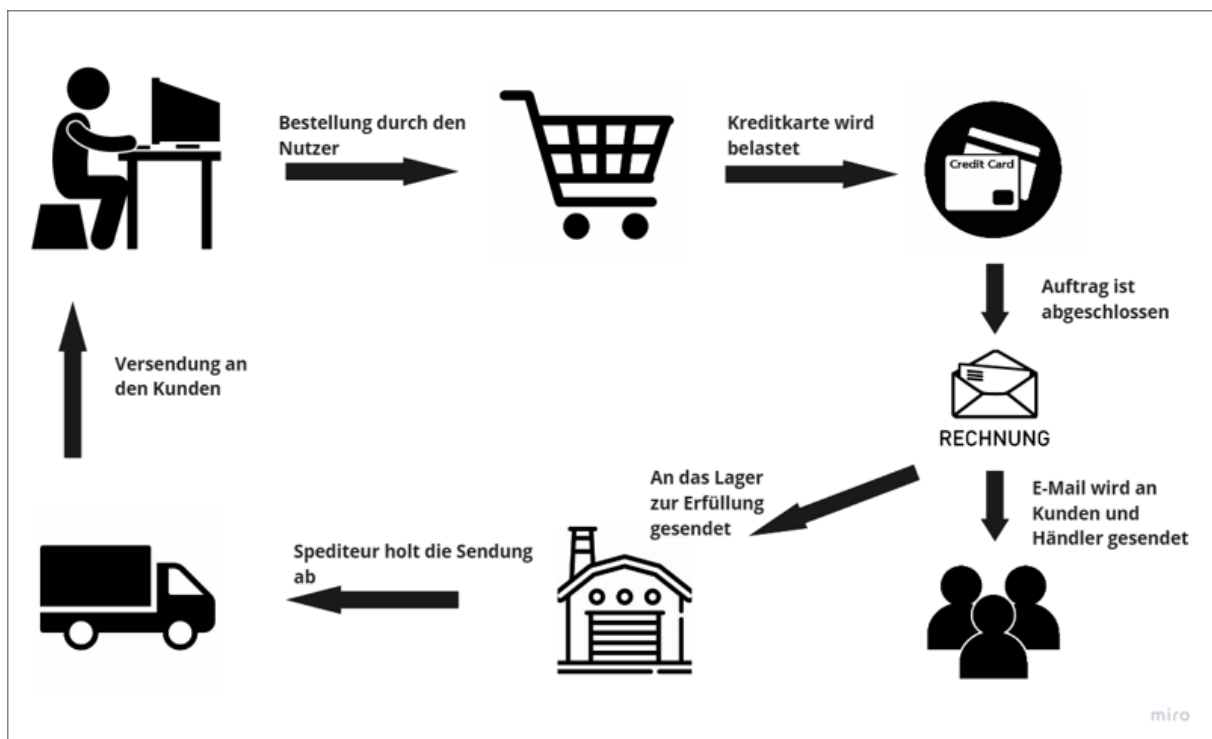 Bestellung durch den
Nutzer
Kreditkarte wird
belastet
Credit Card
Auftrag ist
abgeschlossen
RECHNUNG
Versendung an
den Kunden
An das Lager
zur Erfüllung
gesendet
E-Mail wird an
Kunden und
Händler gesendet
Spediteur holt die Sendung
ab
miro